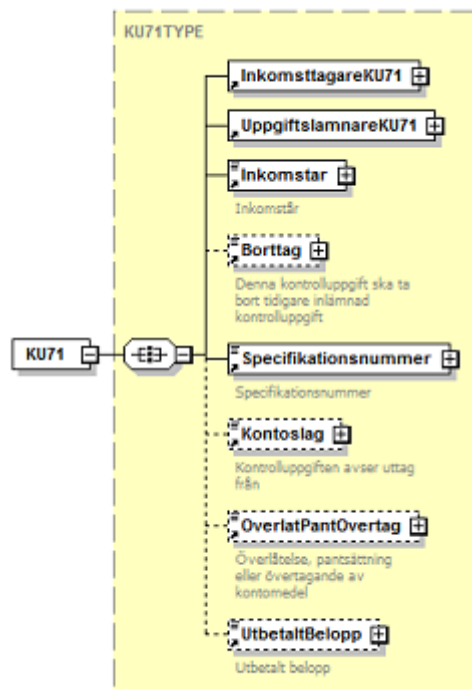 KU71TYPE
InkomsttagareKU71
UppgiftslamnareKU71
Inkomstar
Inkomstår
Borttag
Denna kontrolluppgift ska ta
bort tidigare inlämnad
kontrolluppgift
KU71
Specifikationsnummer
Specifikationsnummer
Kontoslag
Kontrolluppgiften avser uttag
från
OverlatPantOvertag
Överlåtelse, pantsättning
eller övertagande av
kontomedel
UtbetaltBelopp
Utbetalt belopp